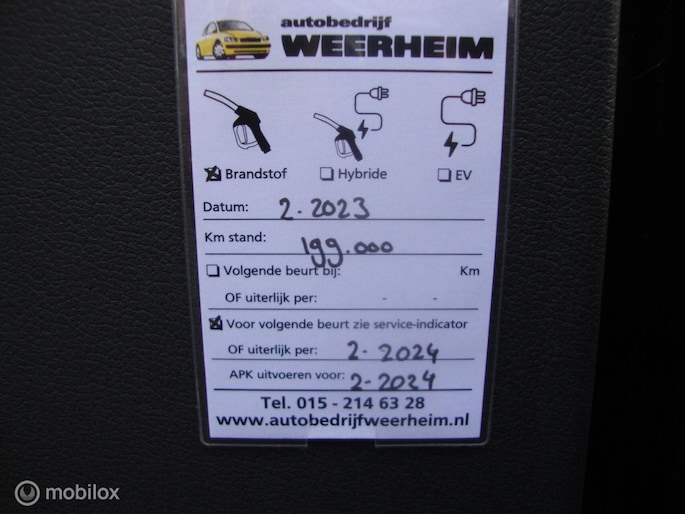 autobedrijf
WEERHEIM
Brandstof Hybride EV
Datum: 2-2023
Km stand: 199.000
Volgende beurt bij: Km
OF uiterlijk per: - -
Voor volgende beurt zie service-indicator
OF uiterlijk per: 2-2024
APK uitvoeren voor: 2-2024
Tel. 015 - 214 63 28
www.autobedrijfweerheim.nl
mobilox